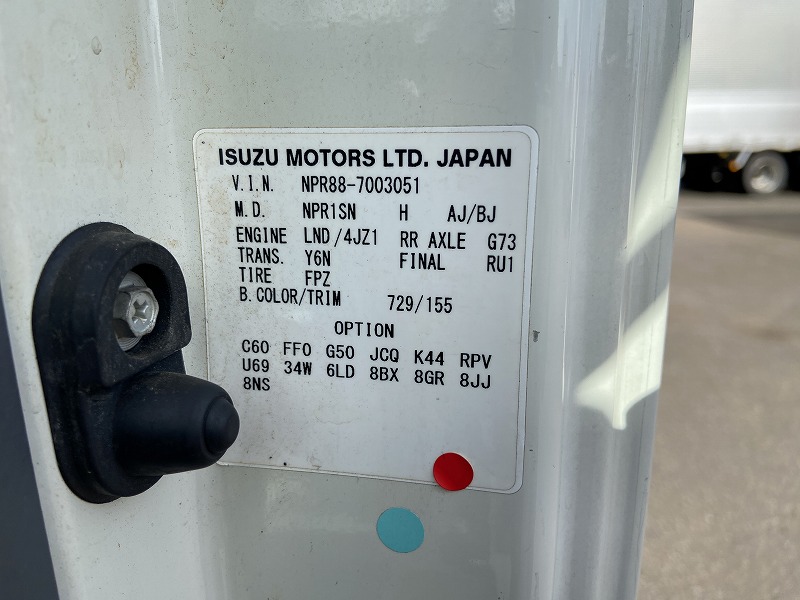 ISUZU MOTORS LTD. JAPAN
V.I.N. NPR88-7003051
M.D. NPR1SN H AJ/BJ
ENGINE LND/4JZ1 RR AXLE G73
TRANS. Y6N FINAL RU1
TIRE FPZ
B.COLOR/TRIM 729/155
OPTION
C60 FF0 G50 JCQ K44 RPV
U69 34W 6LD 8BX 8GR 8JJ
8NS